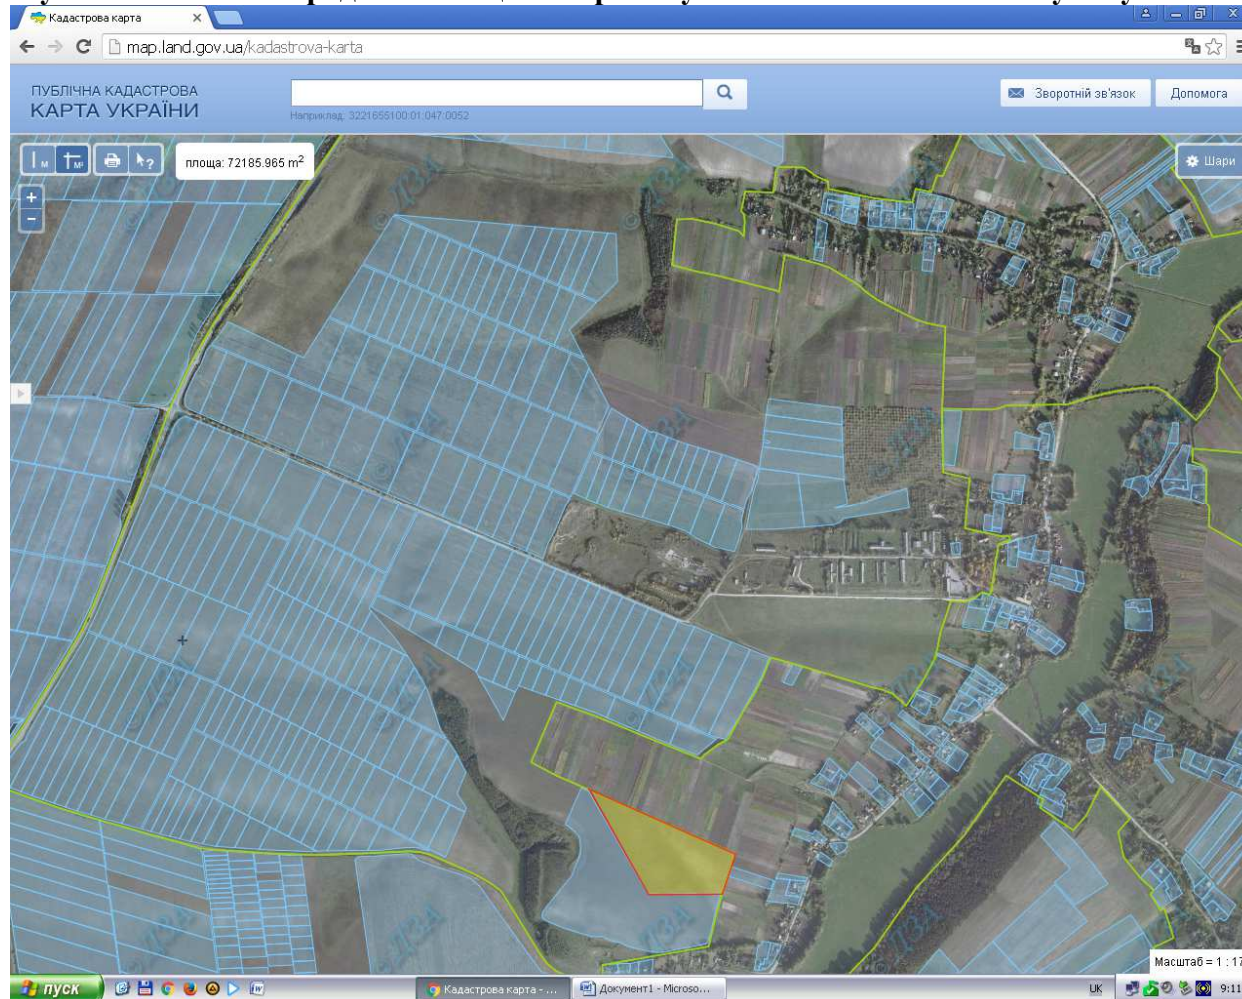 Кадастрова карта
map.land.gov.ua/kadastrova-karta
ПУБЛІЧНА КАДАСТРОВА
КАРТА УКРАЇНИ
Наприклад: 3221655100:01:047:0052
Зворотній зв'язок
Допомога
площа: 72185.965 m²
Шари
+
−
© ДЗА
Масштаб = 1 : 17
пуск
Кадастрова карта - ...
Документ1 - Microso...
UK
9:11